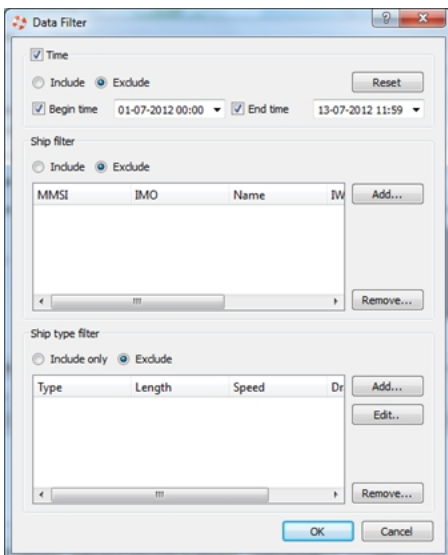 Data Filter
Time
Include Exclude Reset
Begin time 01-07-2012 00:00 End time 13-07-2012 11:59
Ship filter
Include Exclude
MMSI IMO Name IW Add...
Remove...
Ship type filter
Include only Exclude
Type Length Speed Dr Add...
Edit..
Remove...
OK Cancel